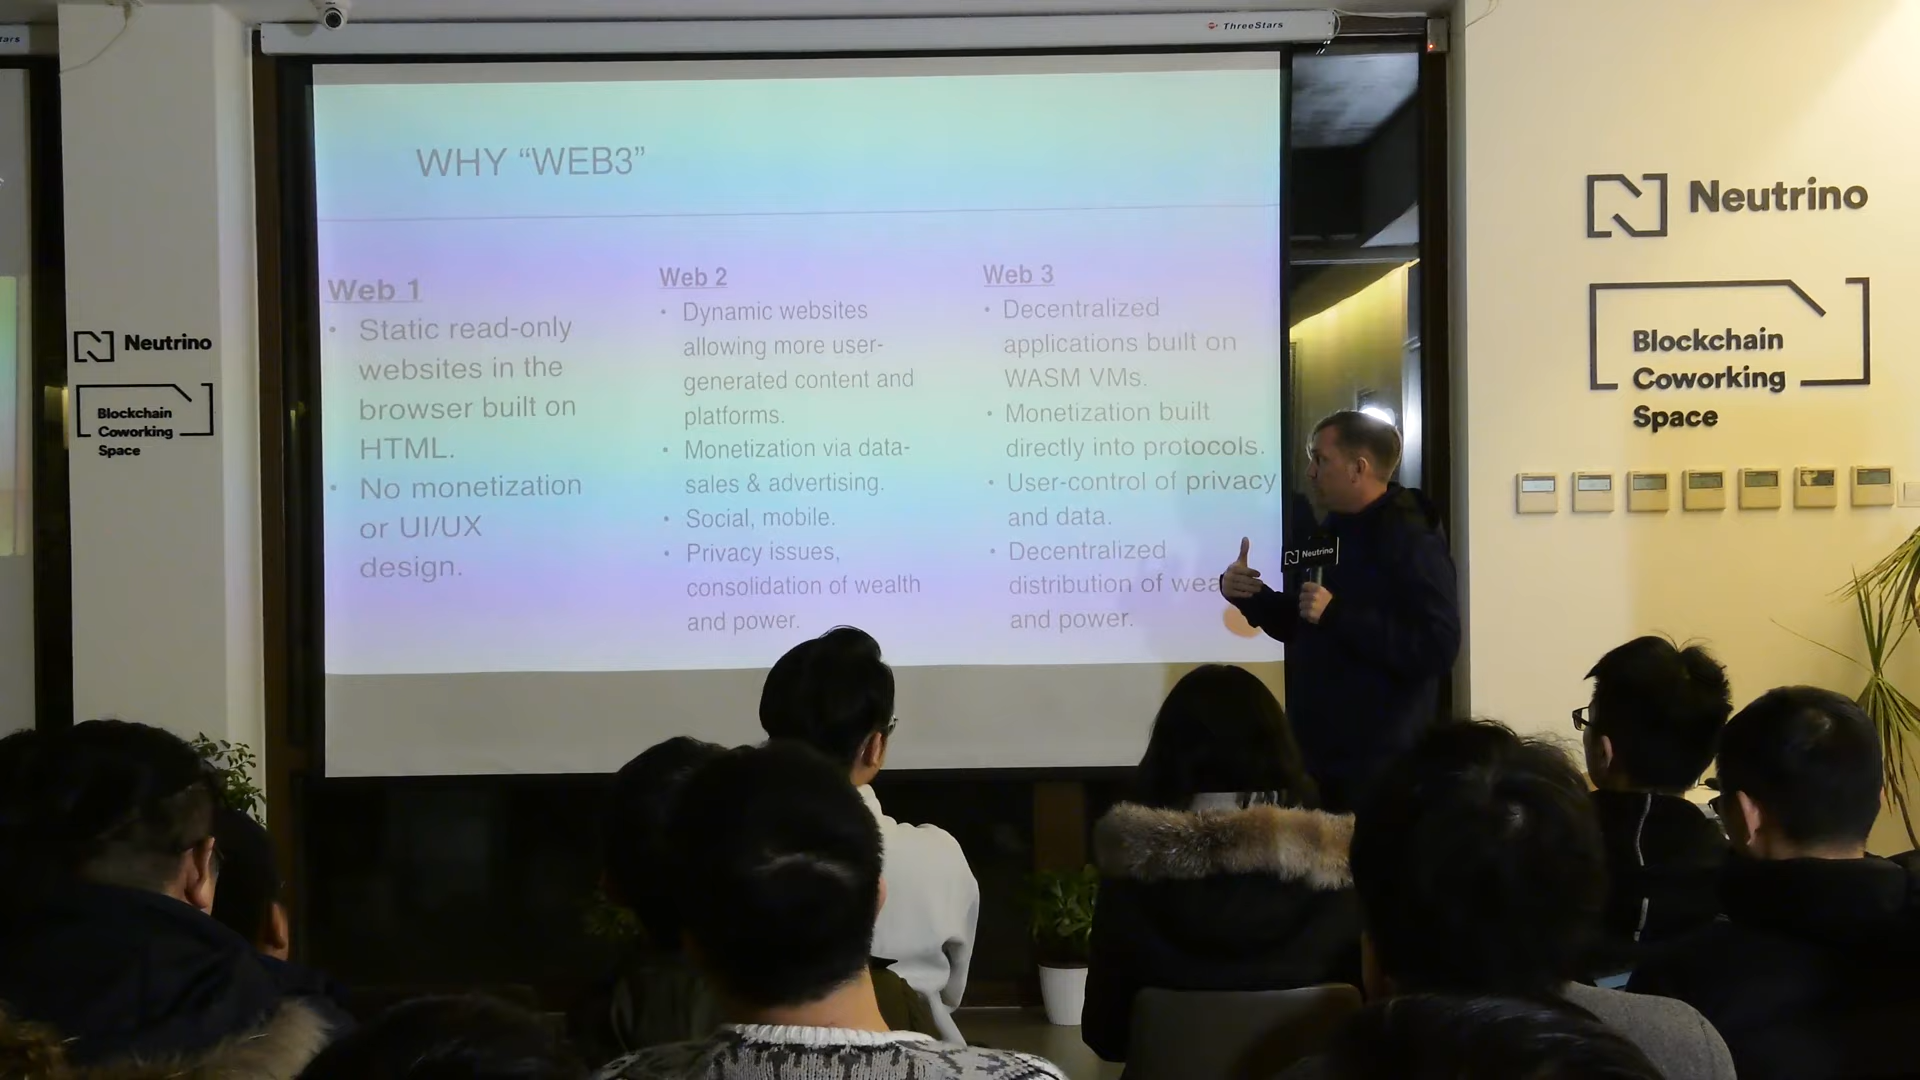 ThreeStars
tars
WHY “WEB3”
Web 1
• Static read-only
websites in the
browser built on
HTML.
• No monetization
or UI/UX
design.
Web 2
• Dynamic websites
allowing more user-
generated content and
platforms.
• Monetization via data-
sales & advertising.
• Social, mobile.
• Privacy issues,
consolidation of wealth
and power.
Web 3
• Decentralized
applications built on
WASM VMs.
• Monetization built
directly into protocols.
• User-control of privacy
and data.
• Decentralized
distribution of wea
and power.
Neutrino
Blockchain
Coworking
Space
Neutrino
Neutrino
Blockchain
Coworking
Space